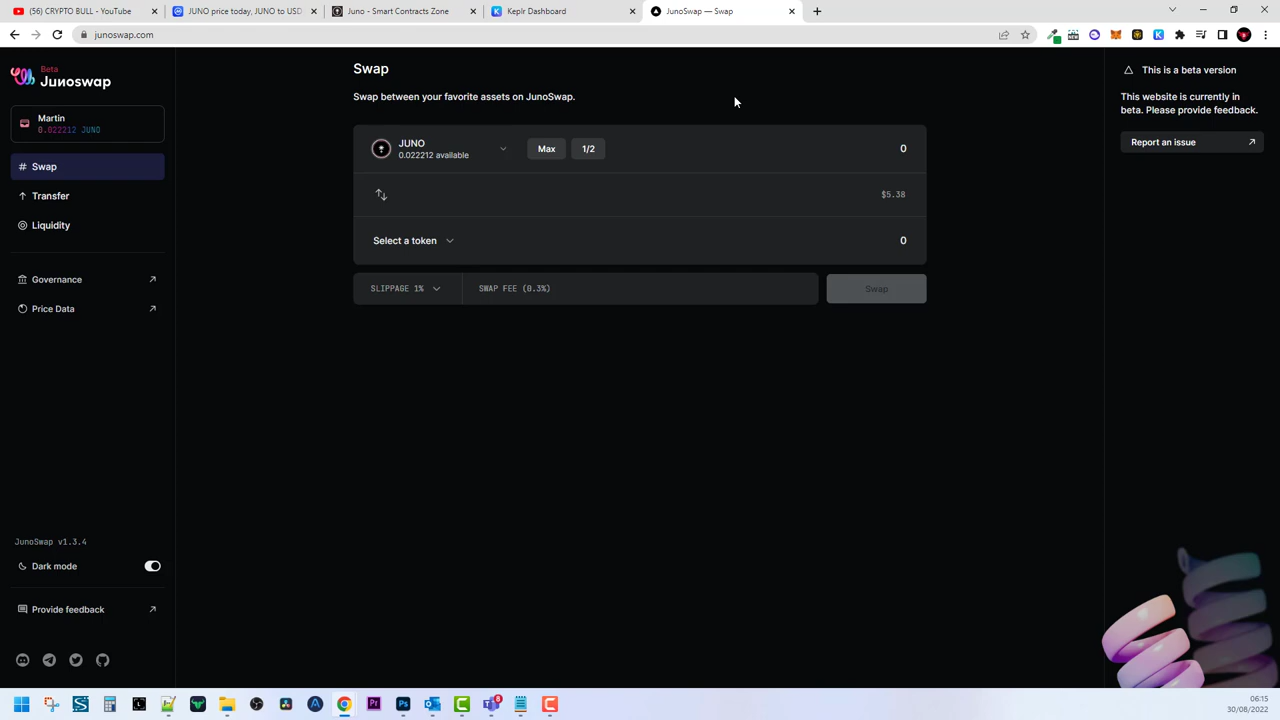 (56) CRYPTO BULL - YouTube
JUNO price today, JUNO to USD
Juno - Smart Contracts Zone
Keplr Dashboard
JunoSwap — Swap
junoswap.com
Beta
Junoswap
Martin
0.022212 JUNO
Swap
Transfer
Liquidity
Governance
Price Data
JunoSwap v1.3.4
Dark mode
Provide feedback
Swap
Swap between your favorite assets on JunoSwap.
JUNO
0.022212 available
Max
1/2
0
$5.38
Select a token
0
SLIPPAGE 1%
SWAP FEE (0.3%)
Swap
This is a beta version
This website is currently in
beta. Please provide feedback.
Report an issue
06:15
30/08/2022